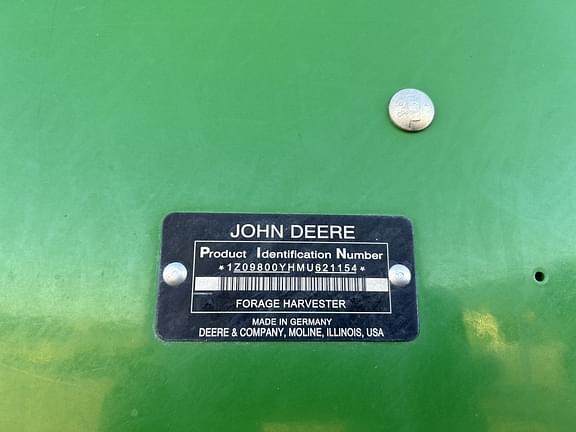 JOHN DEERE
Product Identification Number
*1Z09800YHMU621154*
FORAGE HARVESTER
MADE IN GERMANY
DEERE & COMPANY, MOLINE, ILLINOIS, USA